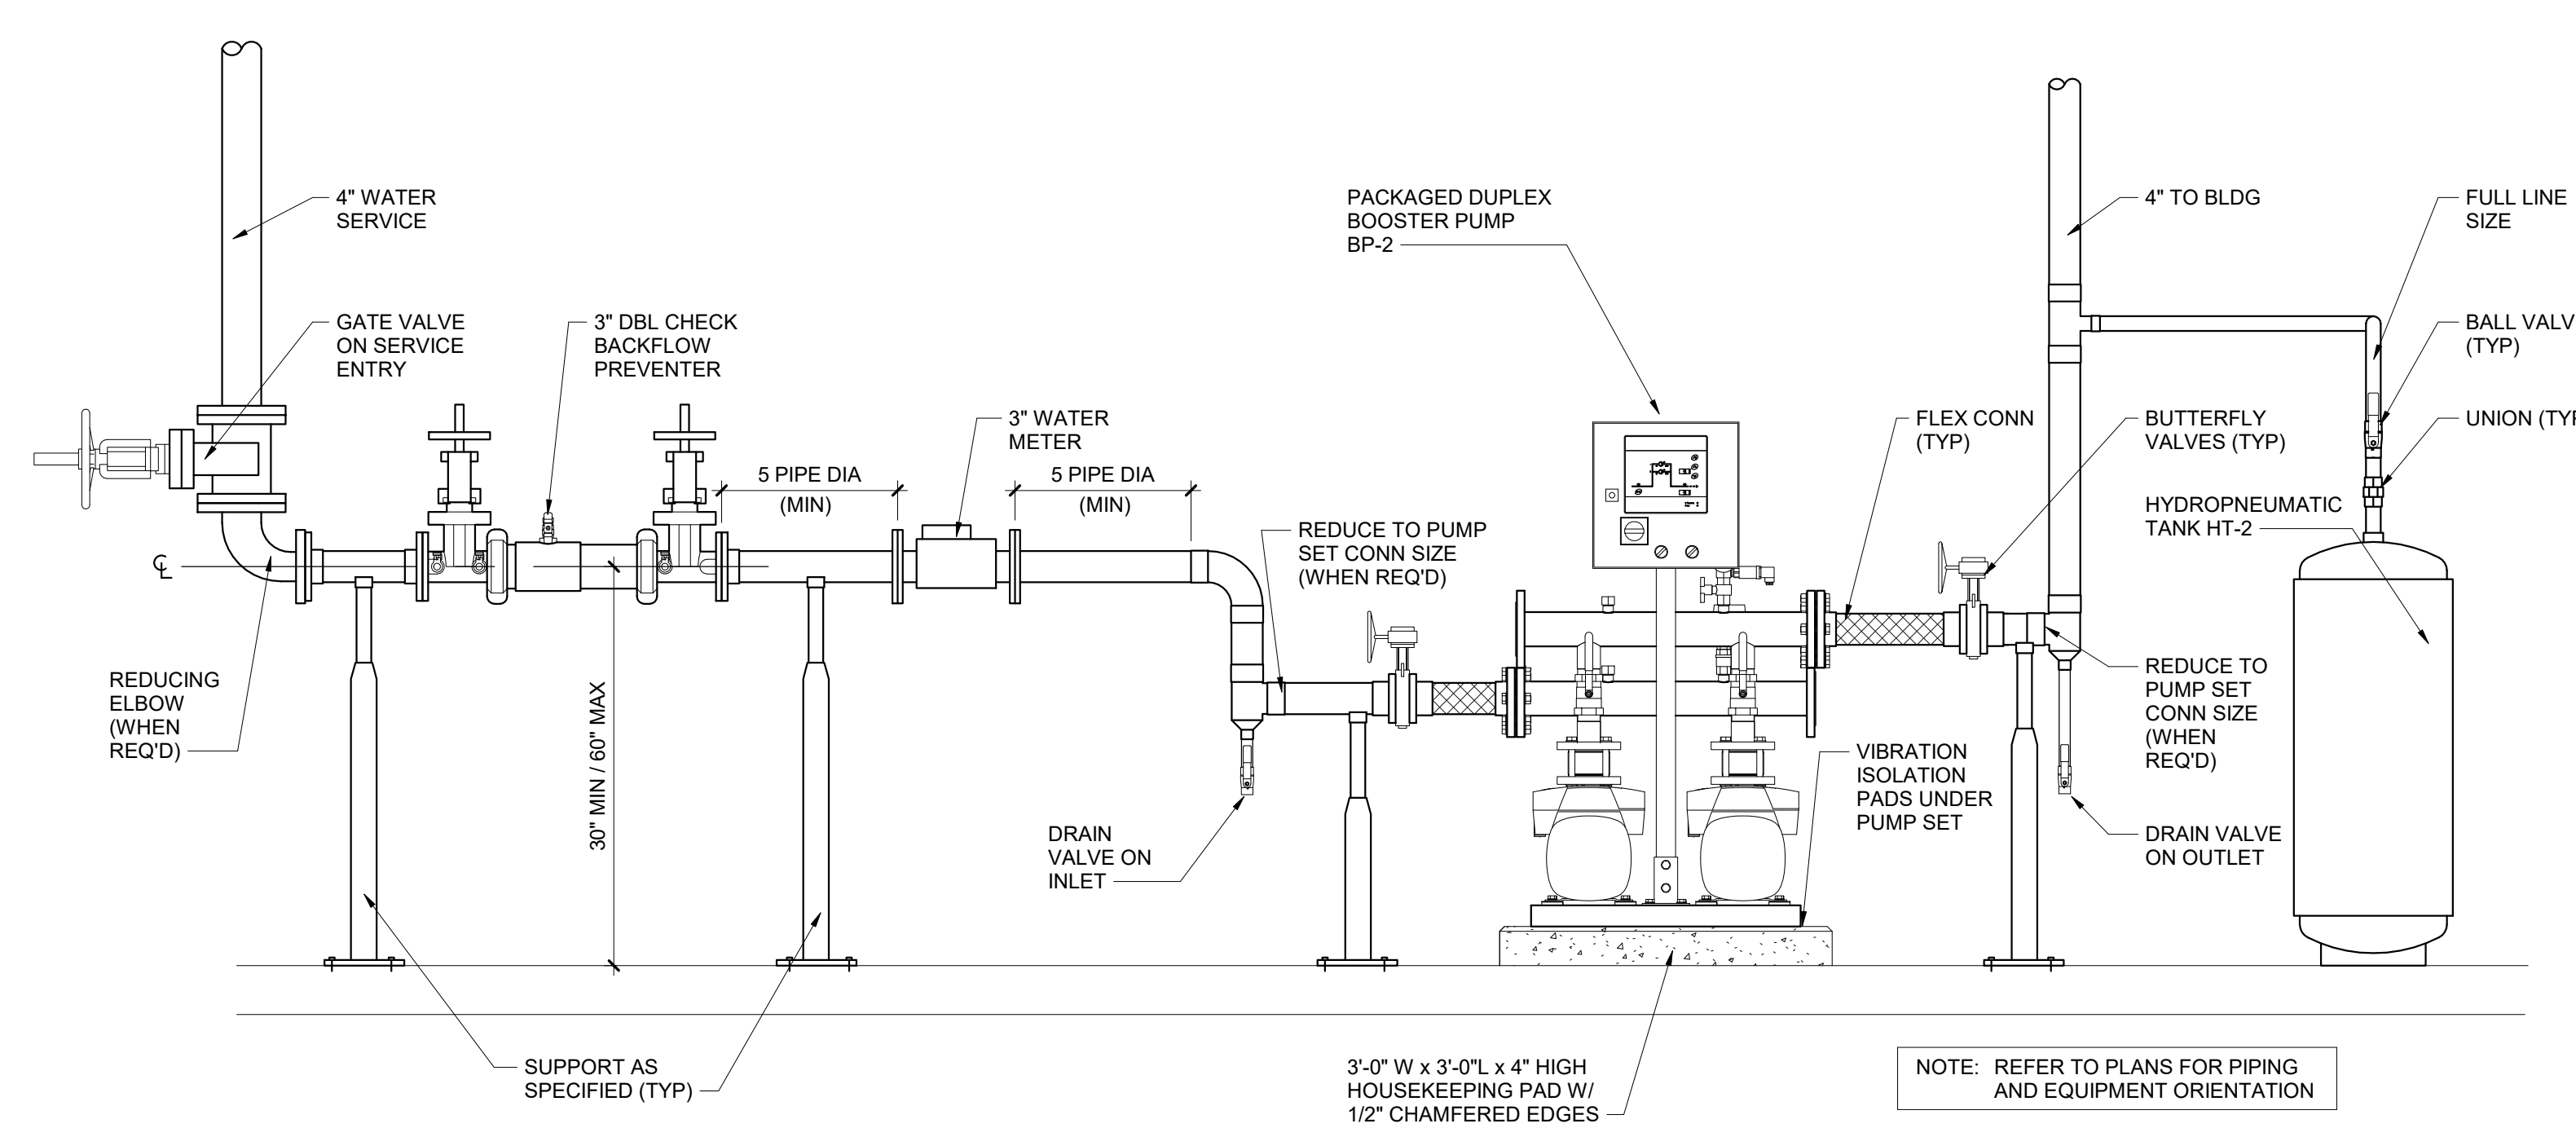 4" WATER
SERVICE
GATE VALVE
ON SERVICE
ENTRY
3" DBL CHECK
BACKFLOW
PREVENTER
3" WATER
METER
5 PIPE DIA
(MIN)
5 PIPE DIA
(MIN)
PACKAGED DUPLEX
BOOSTER PUMP
BP-2
4" TO BLDG
FULL LINE
SIZE
BALL VALV
(TYP)
FLEX CONN
(TYP)
BUTTERFLY
VALVES (TYP)
UNION (TYP
HYDROPNEUMATIC
TANK HT-2
REDUCE TO PUMP
SET CONN SIZE
(WHEN REQ'D)
CL
REDUCING
ELBOW
(WHEN
REQ'D)
30" MIN / 60" MAX
REDUCE TO
PUMP SET
CONN SIZE
(WHEN
REQ'D)
VIBRATION
ISOLATION
PADS UNDER
PUMP SET
DRAIN
VALVE ON
INLET
DRAIN VALVE
ON OUTLET
SUPPORT AS
SPECIFIED (TYP)
3'-0" W x 3'-0"L x 4" HIGH
HOUSEKEEPING PAD W/
1/2" CHAMFERED EDGES
NOTE: REFER TO PLANS FOR PIPING
AND EQUIPMENT ORIENTATION